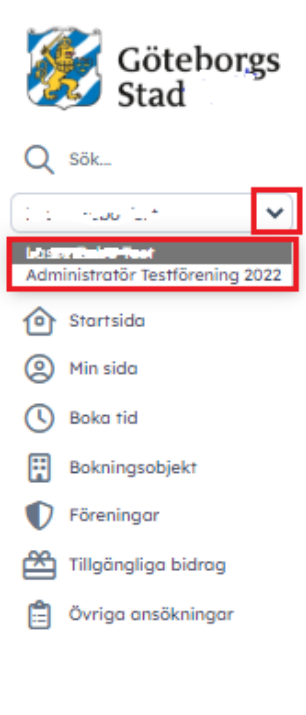 Göteborgs
Stad
Sök...
Administratör Testförening 2022
Startsida
Min sida
Boka tid
Bokningsobjekt
Föreningar
Tillgängliga bidrag
Övriga ansökningar